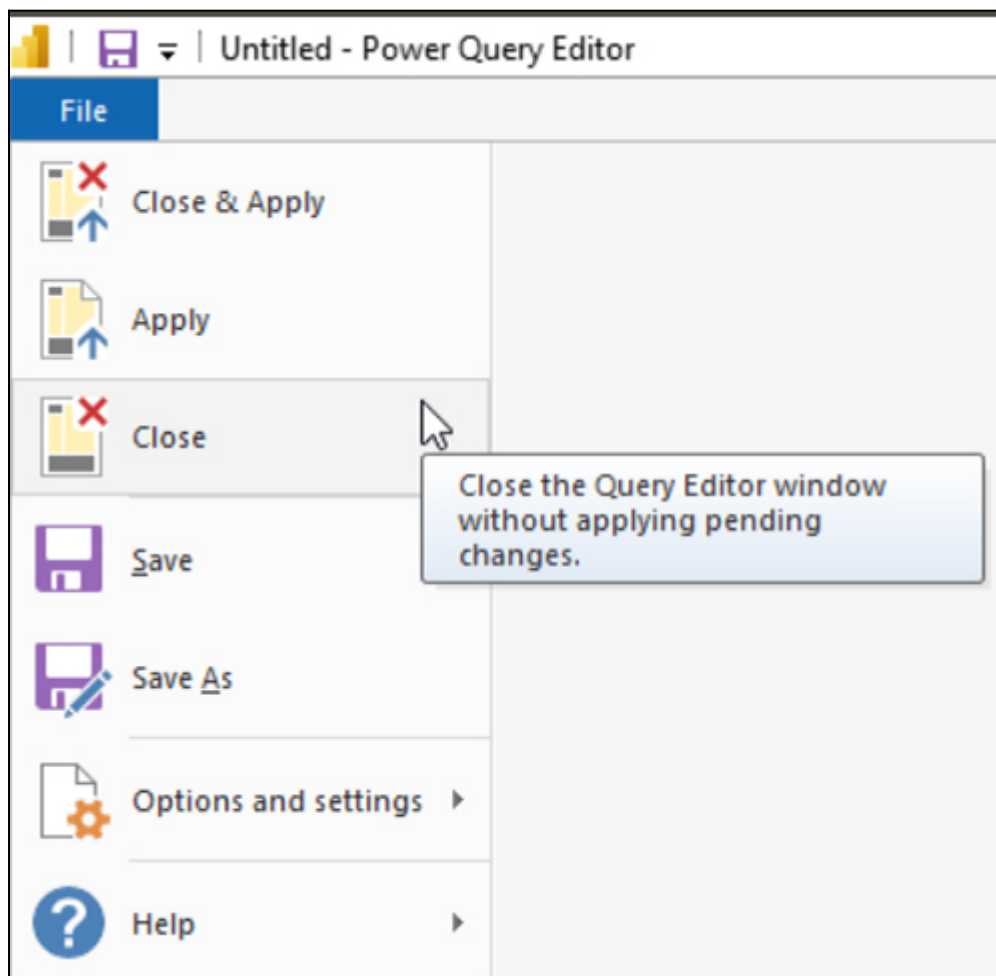 Untitled - Power Query Editor
File
Close & Apply
Apply
Close
Close the Query Editor window
without applying pending
changes.
Save
Save As
Options and settings
Help